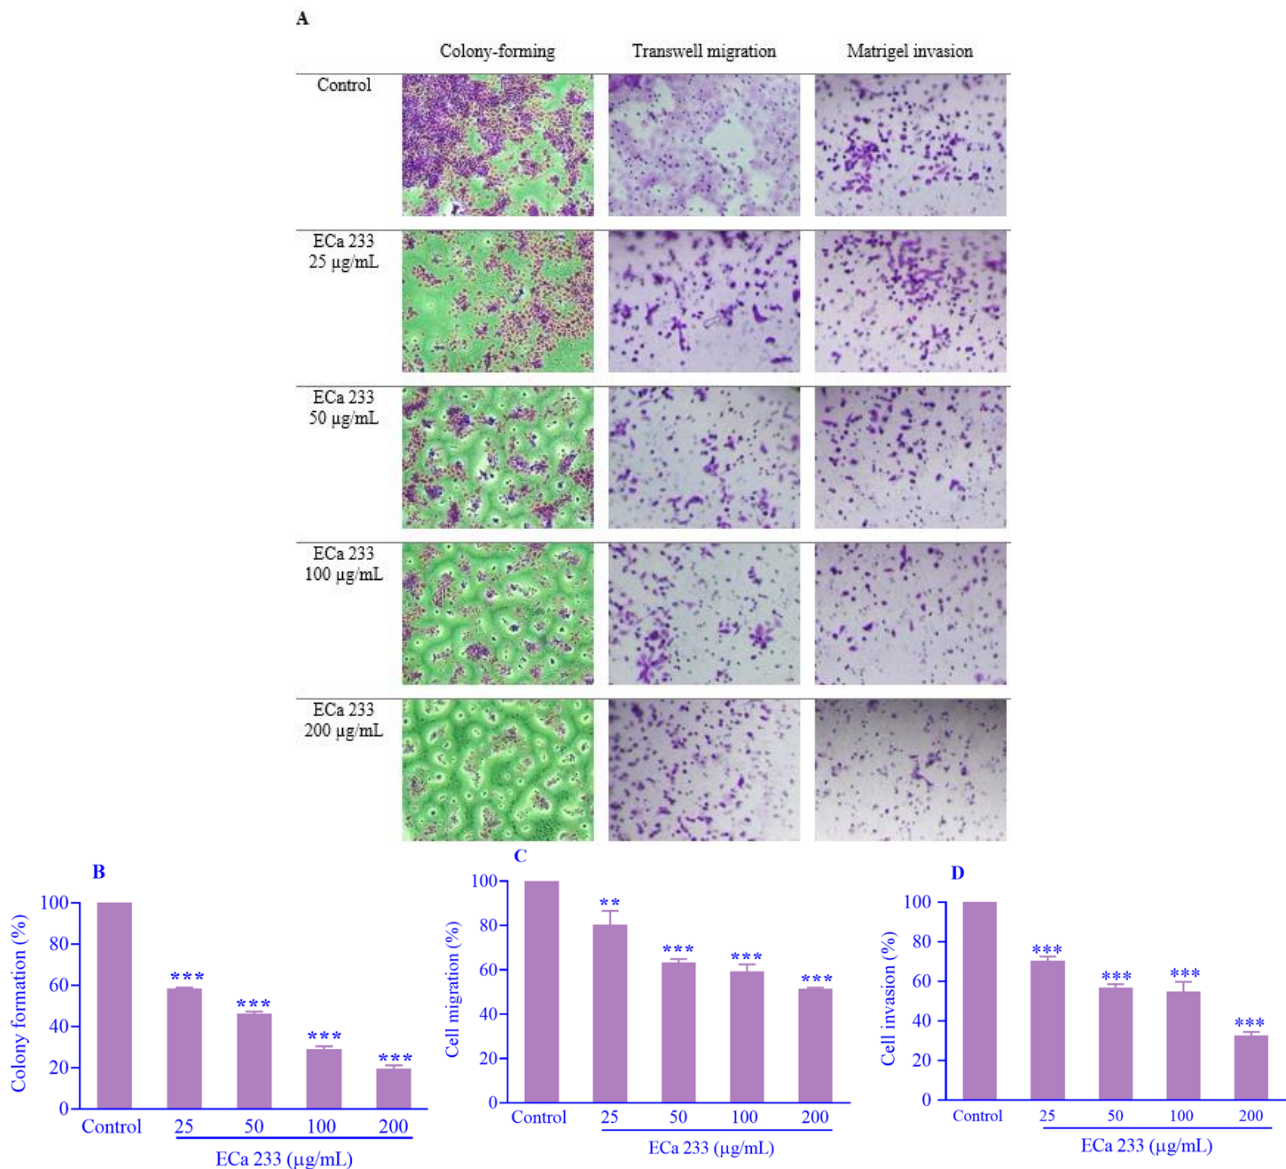 A
Colony-forming Transwell migration Matrigel invasion
Control
ECa 233
25 µg/mL
ECa 233
50 µg/mL
ECa 233
100 µg/mL
ECa 233
200 µg/mL
B
Colony formation (%)
100
80
60
40
20
0
***
***
***
***
Control 25 50 100 200
ECa 233 (µg/mL)
C
Cell migration (%)
100
80
60
40
20
0
**
***
***
***
Control 25 50 100 200
ECa 233 (µg/mL)
D
Cell invasion (%)
100
80
60
40
20
0
***
***
***
***
Control 25 50 100 200
ECa 233 (µg/mL)